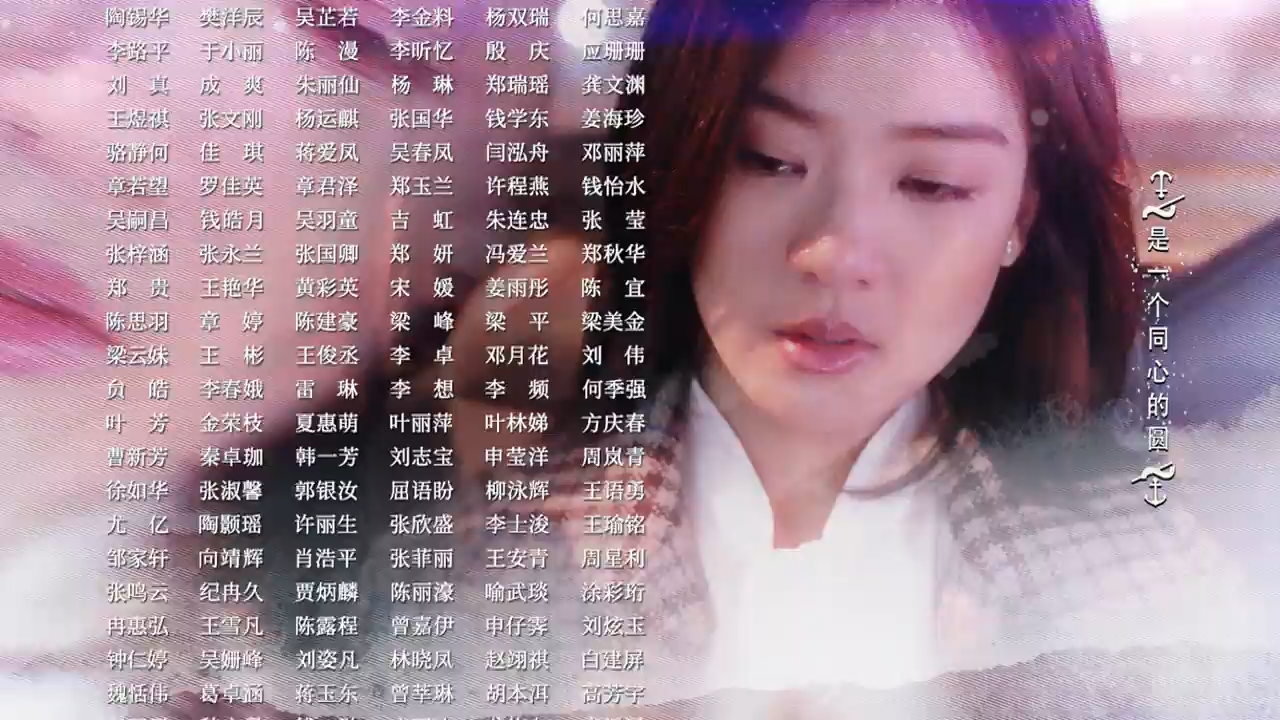 陶锡华 樊洋辰 吴芷若 李金料 杨双瑞 何思嘉
李路平 于小丽 陈漫 李昕忆 殷庆 应珊珊
刘真 成爽 朱丽仙 杨琳 郑瑞瑶 龚文渊
王煜祺 张文刚 杨运麒 张国华 钱学东 姜海珍
骆静何 佳琪 蒋爱凤 吴春凤 闫泓舟 邓丽萍
章若望 罗佳英 章君泽 郑玉兰 许程燕 钱怡水
吴嗣昌 钱皓月 吴羽童 吉虹 朱连忠 张莹
张梓涵 张永兰 张国卿 郑妍 冯爱兰 郑秋华
郑贵 王艳华 黄彩英 宋媛 姜雨彤 陈宜
陈思羽 章婷 陈建豪 梁峰 梁平 梁美金
梁云妹 王彬 王俊丞 李卓 邓月花 刘伟
负皓 李春娥 雷琳 李想 李频 何季强
叶芳 金荣枝 夏惠萌 叶丽萍 叶林娣 方庆春
曹新芳 秦卓珈 韩一芳 刘志宝 申莹洋 周岚青
徐如华 张淑馨 郭银汝 屈语盼 柳泳辉 王语勇
尤亿 陶颢瑶 许丽生 张欣盛 李士浚 王瑜铭
邹家轩 向靖辉 肖浩平 张菲丽 王安青 周星利
张鸣云 纪冉久 贾炳麟 陈丽濠 喻武琰 涂彩珩
冉惠弘 王雪凡 陈露程 曾嘉伊 申仔霁 刘炫玉
钟仁婷 吴姗峰 刘姿凡 林晓凤 赵翊祺 白建屏
魏恬伟 葛卓涵 蒋玉东 曾莘琳 胡本洱 高芳宇
是一个同心的圆